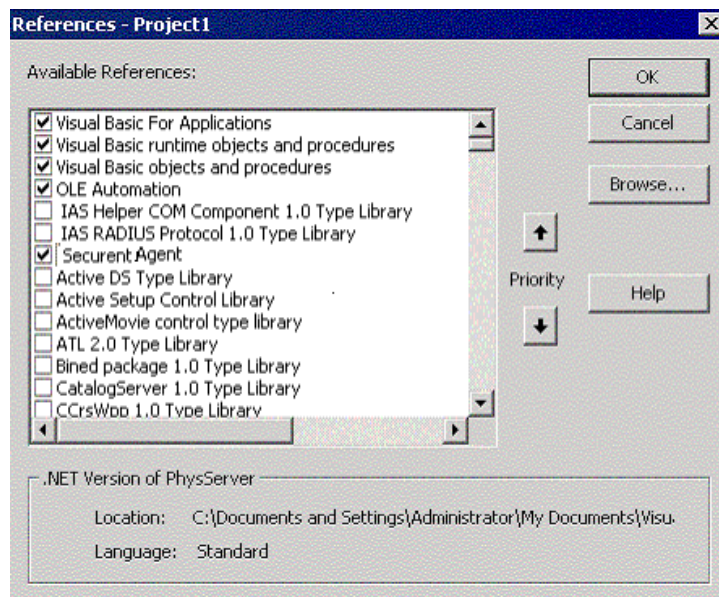 References - Project1
Available References:
OK
Cancel
Browse...
Help
Visual Basic For Applications
Visual Basic runtime objects and procedures
Visual Basic objects and procedures
OLE Automation
IAS Helper COM Component 1.0 Type Library
IAS RADIUS Protocol 1.0 Type Library
Securent Agent
Active DS Type Library
Active Setup Control Library
ActiveMovie control type library
ATL 2.0 Type Library
Bined package 1.0 Type Library
CatalogServer 1.0 Type Library
CCrsWpp 1.0 Type Library
Priority
.NET Version of PhysServer
Location: C:\Documents and Settings\Administrator\My Documents\Visu
Language: Standard